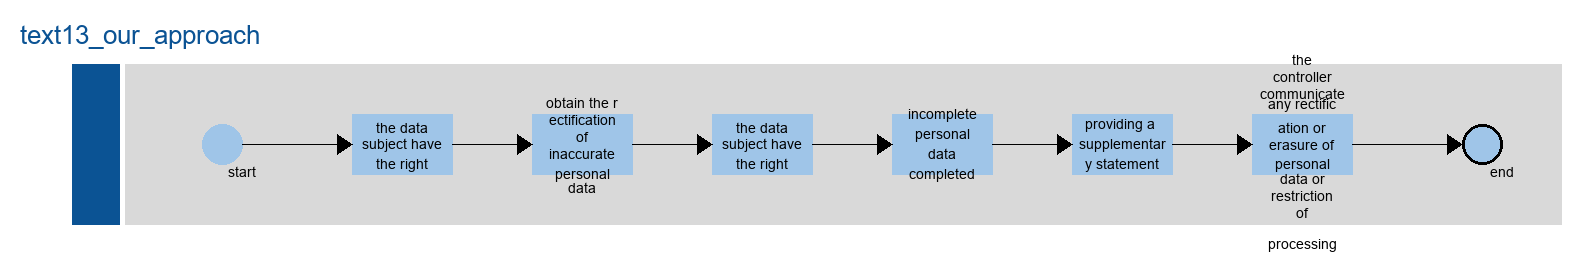 text13_our_approach
start
the data
subject have
the right
obtain the r
ectification
of
inaccurate
personal
data
the data
subject have
the right
incomplete
personal
data
completed
providing a
supplementar
y statement
the
controller
communicate
any rectific
ation or
erasure of
personal
data or
restriction
of
processing
end